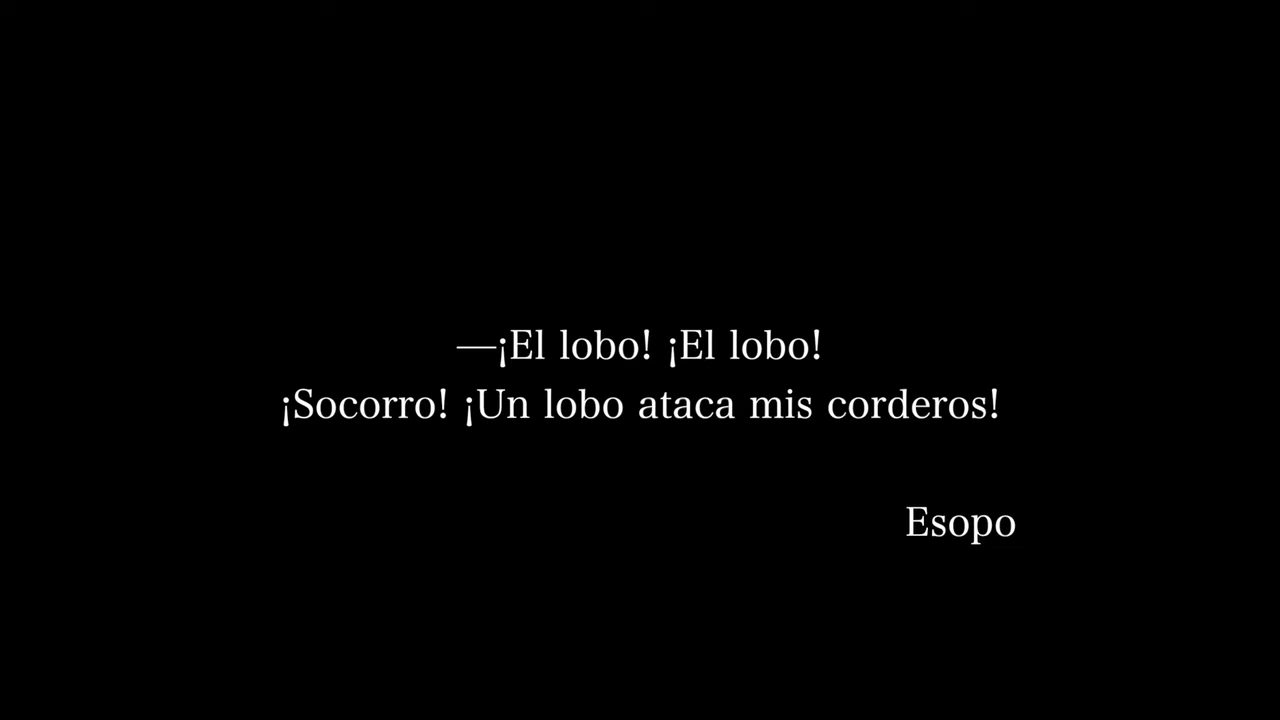 —¡El lobo! ¡El lobo!
¡Socorro! ¡Un lobo ataca mis corderos!
Esopo